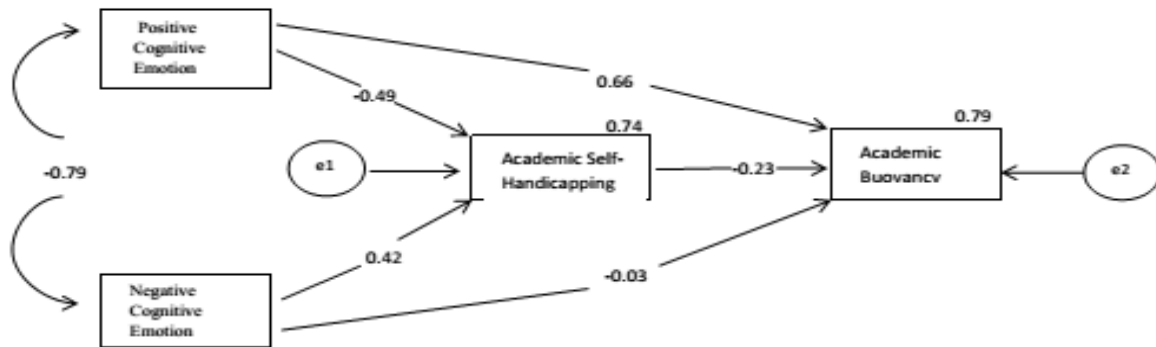 Positive
Cognitive
Emotion
0.66
-0.49
0.79
0.74
-0.79
e1
Academic Self-
Handicapping
-0.23
Academic
Buoyancy
e2
0.42
-0.03
Negative
Cognitive
Emotion